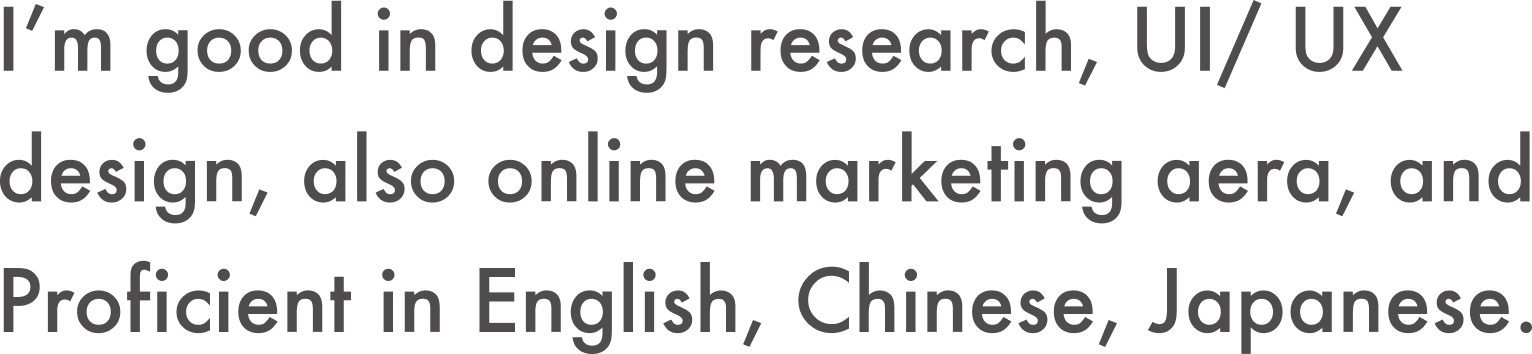 I’m good in design research, UI/ UX
design, also online marketing aera, and
Proficient in English, Chinese, Japanese.